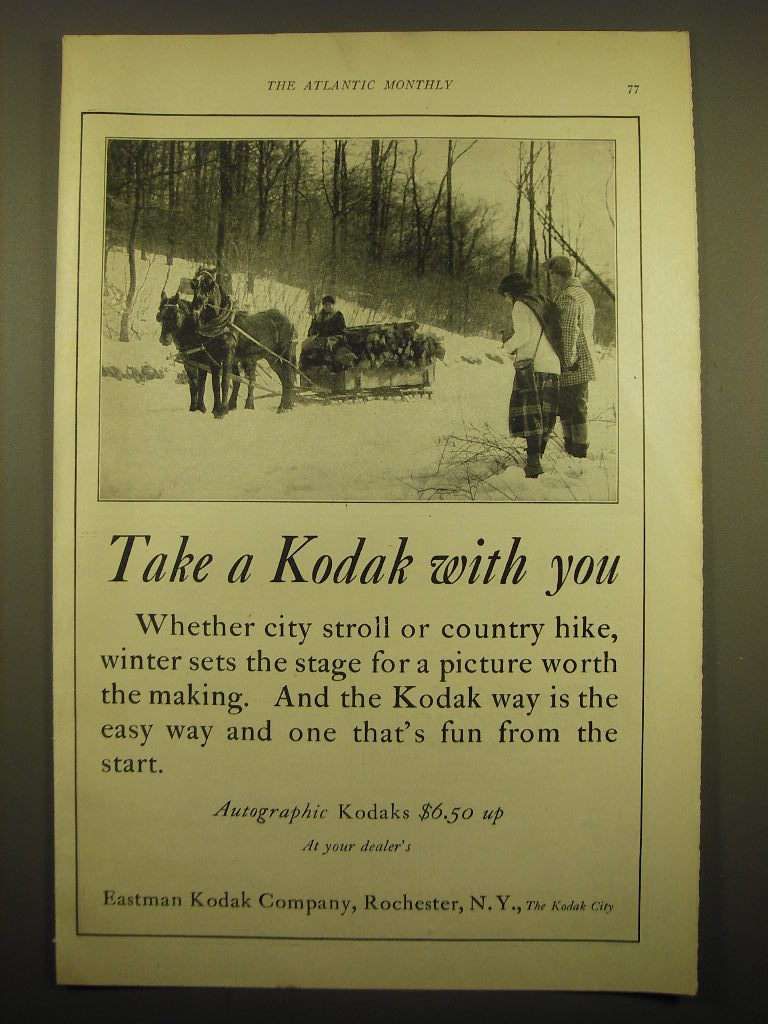 THE ATLANTIC MONTHLY
77
Take a Kodak with you
Whether city stroll or country hike,
winter sets the stage for a picture worth
the making. And the Kodak way is the
easy way and one that's fun from the
start.
Autographic Kodaks $6.50 up
At your dealer's
Eastman Kodak Company, Rochester, N.Y., The Kodak City